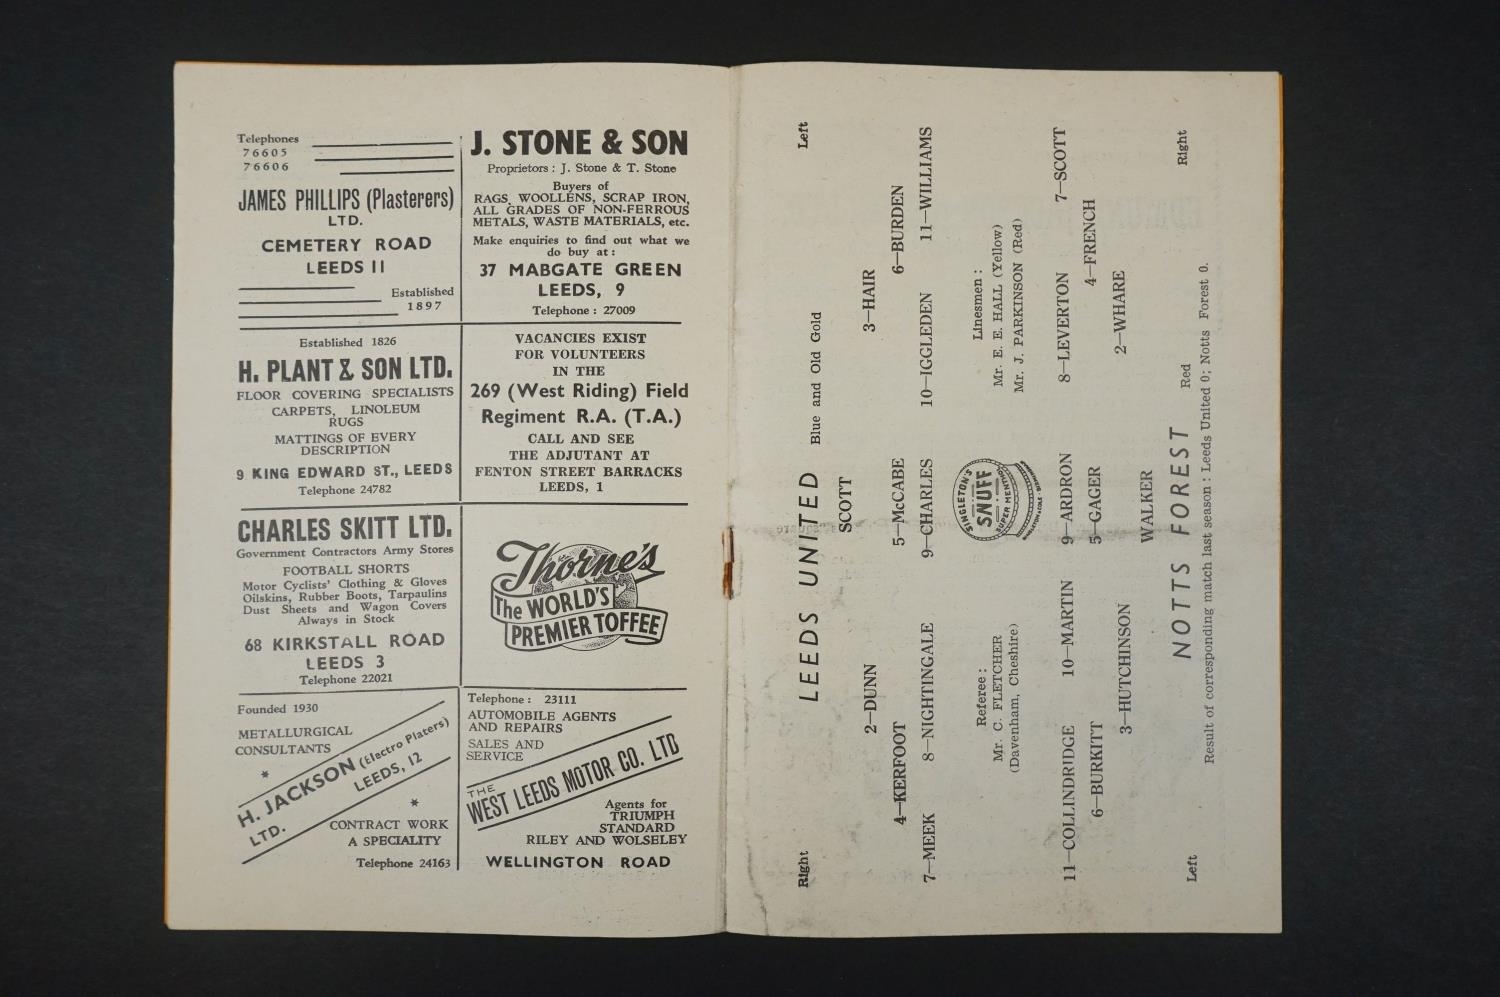 Telephones
76605
76606
JAMES PHILLIPS (Plasterers)
LTD.
CEMETERY ROAD
LEEDS 11
Established
1897
J. STONE & SON
Proprietors : J. Stone & T. Stone
Buyers of
RAGS, WOOLLENS, SCRAP IRON,
ALL GRADES OF NON-FERROUS
METALS, WASTE MATERIALS, etc.
Make enquiries to find out what we
do buy at :
37 MABGATE GREEN
LEEDS, 9
Telephone : 27009
Established 1826
H. PLANT & SON LTD.
FLOOR COVERING SPECIALISTS
CARPETS, LINOLEUM
RUGS
MATTINGS OF EVERY
DESCRIPTION
9 KING EDWARD ST., LEEDS
Telephone 24782
VACANCIES EXIST
FOR VOLUNTEERS
IN THE
269 (West Riding) Field
Regiment R.A. (T.A.)
CALL AND SEE
THE ADJUTANT AT
FENTON STREET BARRACKS
LEEDS, 1
CHARLES SKITT LTD.
Government Contractors Army Stores
FOOTBALL SHORTS
Motor Cyclists' Clothing & Gloves
Oilskins, Rubber Boots, Tarpaulins
Dust Sheets and Wagon Covers
Always in Stock
68 KIRKSTALL ROAD
LEEDS 3
Telephone 22021
Thorne's
The WORLD'S
PREMIER TOFFEE
Founded 1930
METALLURGICAL
CONSULTANTS
*
H. JACKSON (Electro Platers)
LTD. LEEDS, 12
*
CONTRACT WORK
A SPECIALITY
Telephone 24163
Telephone : 23111
AUTOMOBILE AGENTS
AND REPAIRS
SALES AND
SERVICE
THE
WEST LEEDS MOTOR CO. LTD
Agents for
TRIUMPH
STANDARD
RILEY AND WOLSELEY
WELLINGTON ROAD
Right LEEDS UNITED Blue and Old Gold Left
SCOTT
2—DUNN 3—HAIR
4—KERFOOT 5—McCABE 6—BURDEN
7—MEEK 8—NIGHTINGALE 9—CHARLES 10—IGGLEDEN 11—WILLIAMS
Referee :
Mr. C. FLETCHER
(Davenham, Cheshire)
SINGLETON'S
SNUFF
SUPER MENTHOL
Linesmen :
Mr. E. E. HALL (Yellow)
Mr. J. PARKINSON (Red)
11—COLLINDRIDGE 10—MARTIN 9—ARDRON 8—LEVERTON 7—SCOTT
6—BURKITT 5—GAGER 4—FRENCH
3—HUTCHINSON 2—WHARE
WALKER
Left NOTTS FOREST Red Right
Result of corresponding match last season : Leeds United 0; Notts Forest 0.